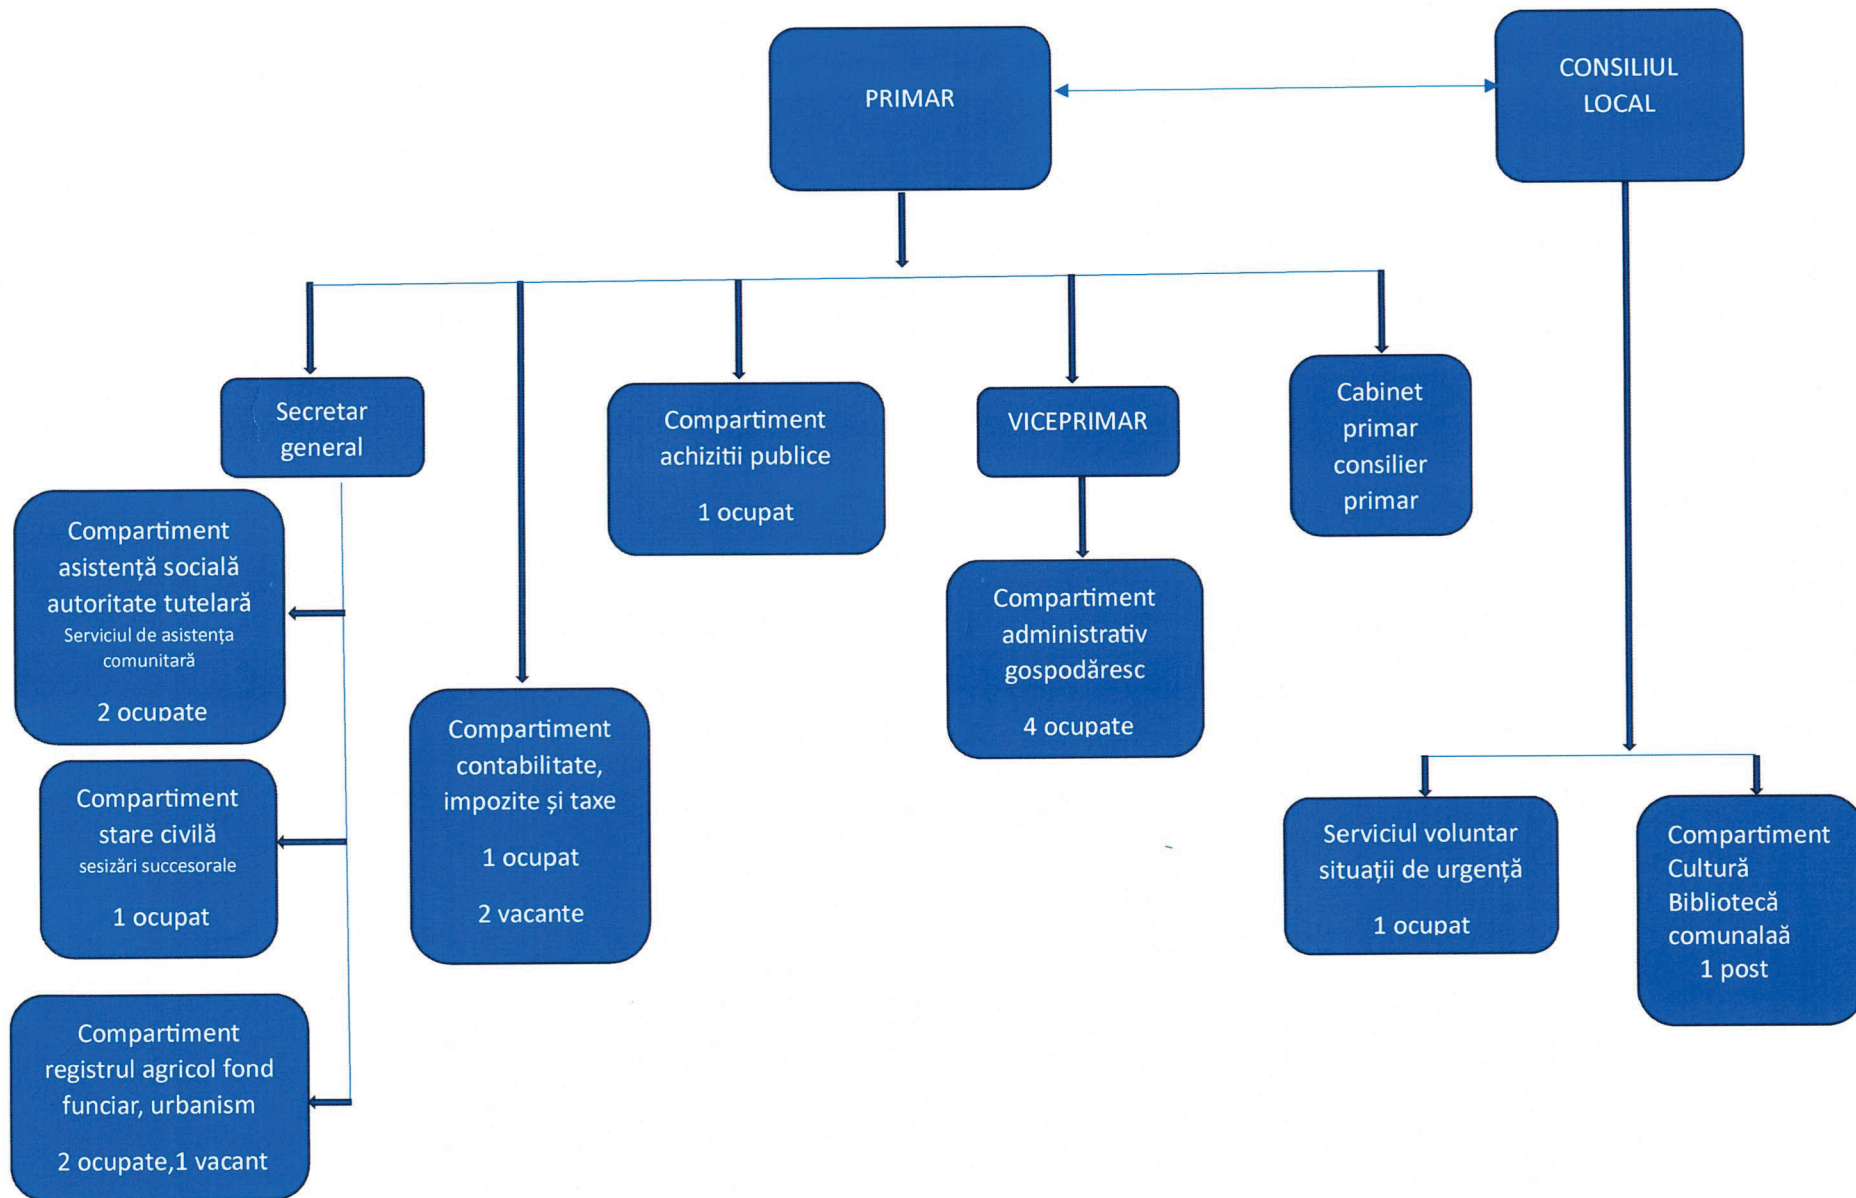 PRIMAR
CONSILIUL
LOCAL
Secretar
general
Compartiment
achizitii publice
1 ocupat
VICEPRIMAR
Cabinet
primar
consilier
primar
Compartiment
asistență socială
autoritate tutelară
Serviciul de asistența
comunitară
2 ocupate
Compartiment
administrativ
gospodăresc
4 ocupate
Compartiment
contabilitate,
impozite și taxe
1 ocupat
2 vacante
Compartiment
stare civilă
sesizări succesorale
1 ocupat
Serviciul voluntar
situații de urgență
1 ocupat
Compartiment
Cultură
Bibliotecă
comunalaă
1 post
Compartiment
registrul agricol fond
funciar, urbanism
2 ocupate,1 vacant